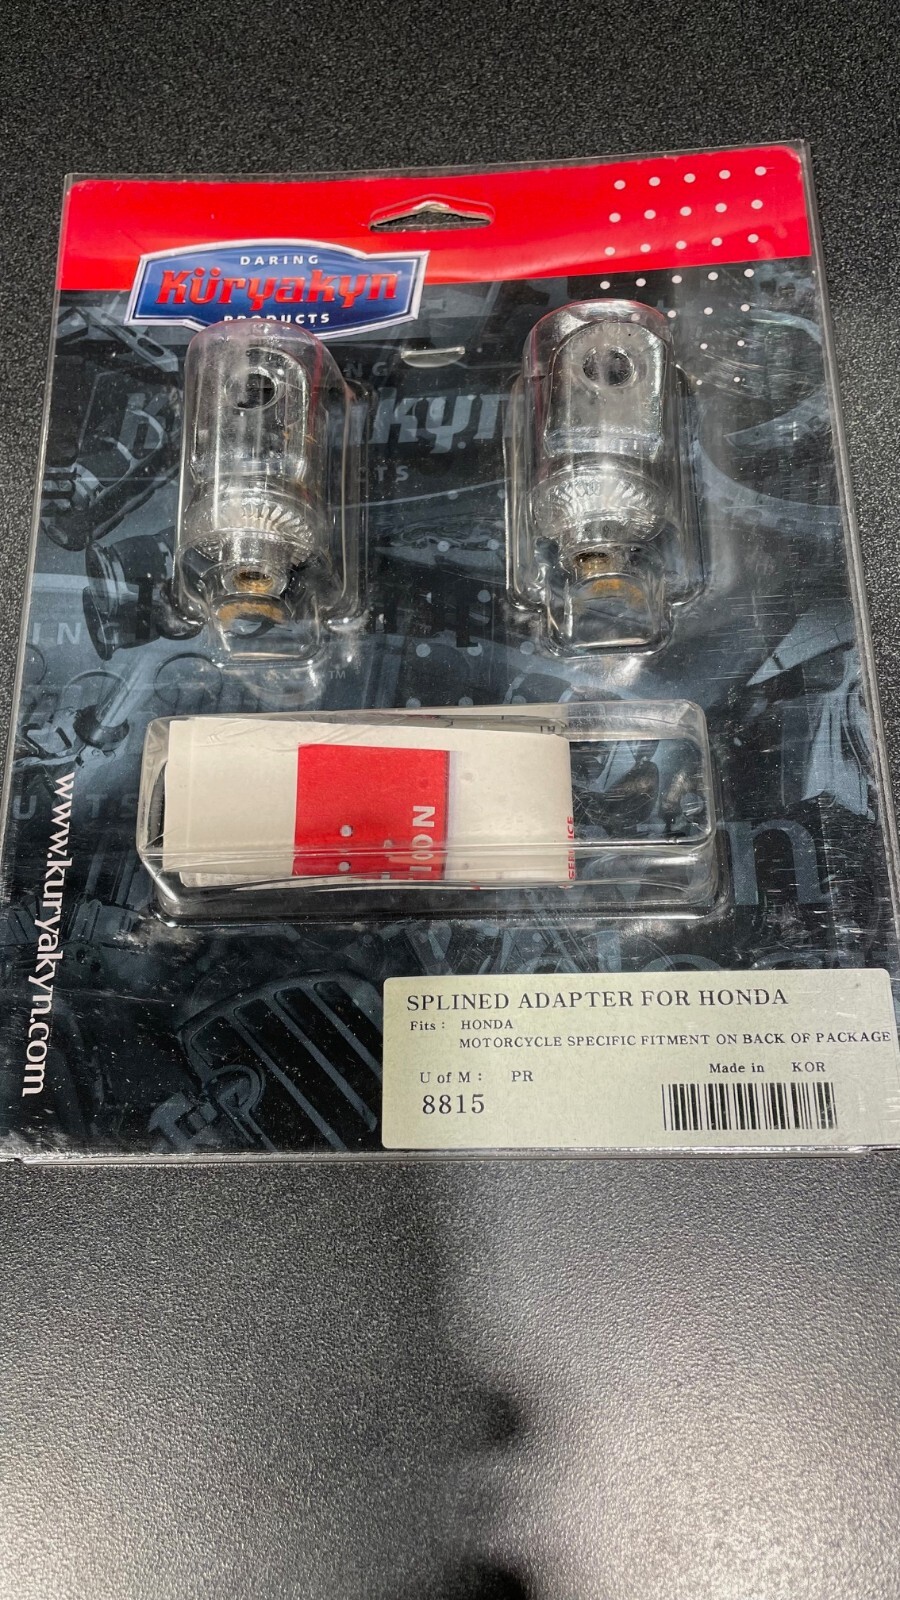 DARING
Küryakyn
PRODUCTS
www.kuryakyn.com
SPLINED ADAPTER FOR HONDA
Fits : HONDA
MOTORCYCLE SPECIFIC FITMENT ON BACK OF PACKAGE
U of M : PR
Made in KOR
8815